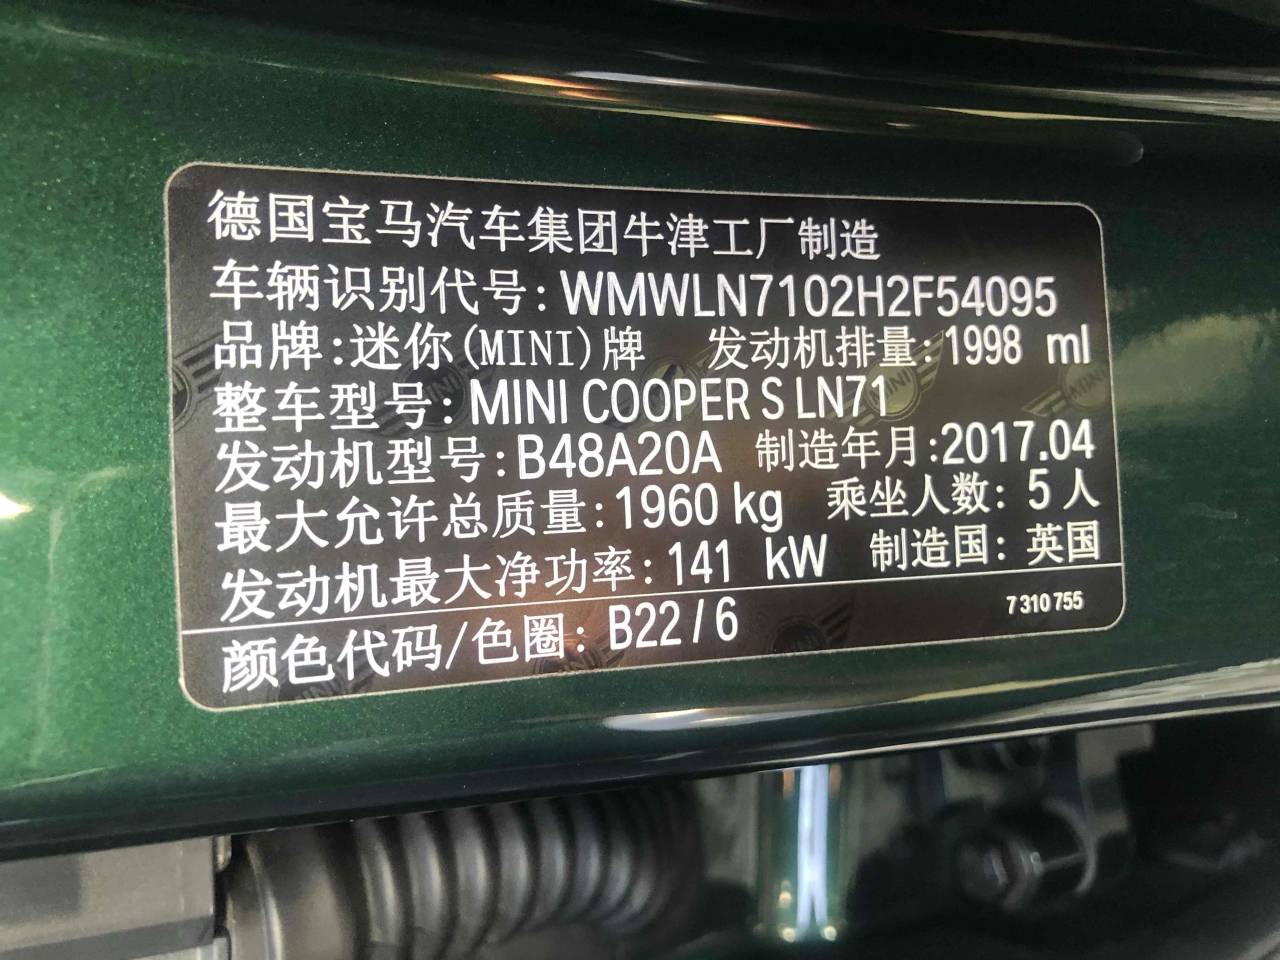 德国宝马汽车集团牛津工厂制造
车辆识别代号: WMWLN7102H2F54095
品牌:迷你(MINI)牌 发动机排量:1998 ml
整车型号: MINI COOPER S LN71
发动机型号:B48A20A 制造年月:2017.04
最大允许总质量:1960 kg 乘坐人数: 5 人
发动机最大净功率: 141 kW 制造国: 英国
7 310 755
颜色代码/色圈: B22 / 6